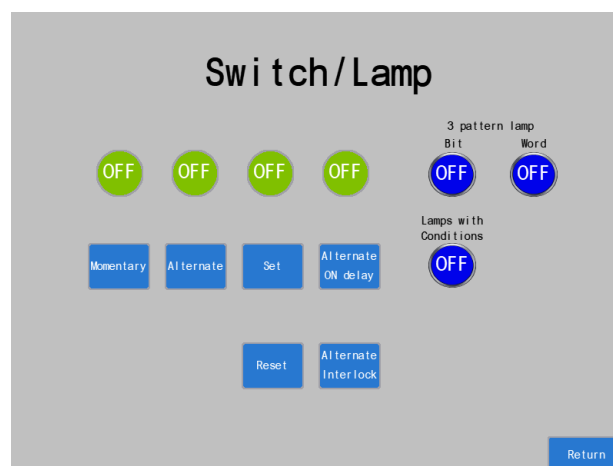 Switch/Lamp
3 pattern lamp
Bit Word
OFF OFF OFF OFF OFF OFF
Lamps with
Conditions
OFF
Momentary Alternate Set Alternate
ON delay
Reset Alternate
Interlock
Return